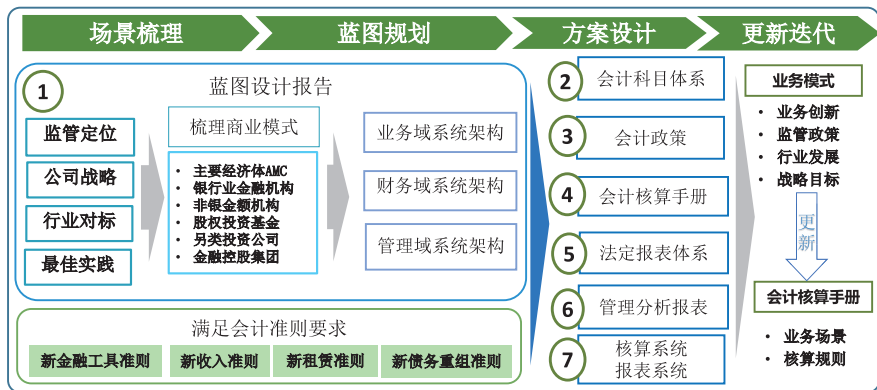 场景梳理
蓝图规划
方案设计
更新迭代
1
蓝图设计报告
监管定位
公司战略
行业对标
最佳实践
梳理商业模式
• 主要经济体AMC
• 银行业金融机构
• 非银金额机构
• 股权投资基金
• 另类投资公司
• 金融控股集团
业务域系统架构
财务域系统架构
管理域系统架构
满足会计准则要求
新金融工具准则
新收入准则
新租赁准则
新债务重组准则
2
会计科目体系
3
会计政策
4
会计核算手册
5
法定报表体系
6
管理分析报表
7
核算系统
报表系统
业务模式
• 业务创新
• 监管政策
• 行业发展
• 战略目标
更
新
会计核算手册
• 业务场景
• 核算规则